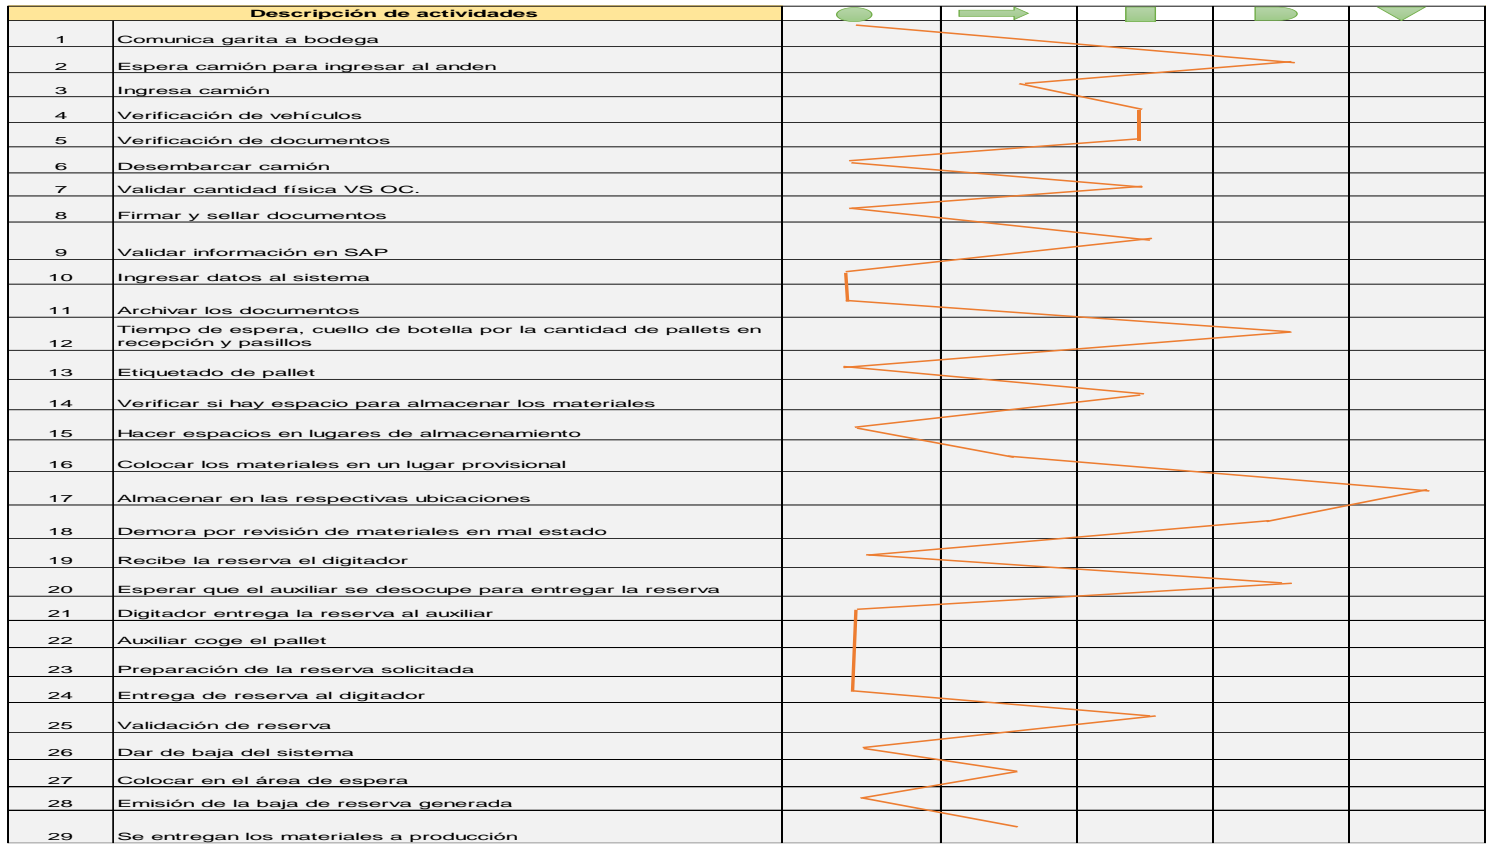 Descripción de actividades
1 Comunica garita a bodega
2 Espera camión para ingresar al anden
3 Ingresa camión
4 Verificación de vehículos
5 Verificación de documentos
6 Desembarcar camión
7 Validar cantidad física VS OC.
8 Firmar y sellar documentos
9 Validar información en SAP
10 Ingresar datos al sistema
11 Archivar los documentos
Tiempo de espera, cuello de botella por la cantidad de pallets en
12 recepción y pasillos
13 Etiquetado de pallet
14 Verificar si hay espacio para almacenar los materiales
15 Hacer espacios en lugares de almacenamiento
16 Colocar los materiales en un lugar provisional
17 Almacenar en las respectivas ubicaciones
18 Demora por revisión de materiales en mal estado
19 Recibe la reserva el digitador
20 Esperar que el auxiliar se desocupe para entregar la reserva
21 Digitador entrega la reserva al auxiliar
22 Auxiliar coge el pallet
23 Preparación de la reserva solicitada
24 Entrega de reserva al digitador
25 Validación de reserva
26 Dar de baja del sistema
27 Colocar en el área de espera
28 Emisión de la baja de reserva generada
29 Se entregan los materiales a producción